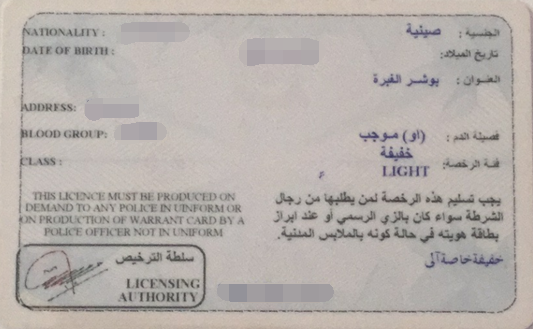 NATIONALITY :
الجنسية : صينية
DATE OF BIRTH :
تاريخ الميلاد:
العنوان : بوشر الغبرة
ADDRESS:
BLOOD GROUP:
فصيلة الدم : (او) موجب
CLASS :
فئة الرخصة: خفيفة
LIGHT ع
THIS LICENCE MUST BE PRODUCED ON
DEMAND TO ANY POLICE IN UINFORM OR
ON PRODUCTION OF WARRANT CARD BY A
POLICE OFFICER NOT IN UNIFORM
يجب تسليم هذه الرخصة لمن يطلبها من رجال
الشرطة سواء كان بالزي الرسمي أو عند ابراز
بطاقة هويته في حالة كونه بالملابس المدنية.
خفيفة خاصة آلى
سلطة الترخيص
LICENSING
AUTHORITY